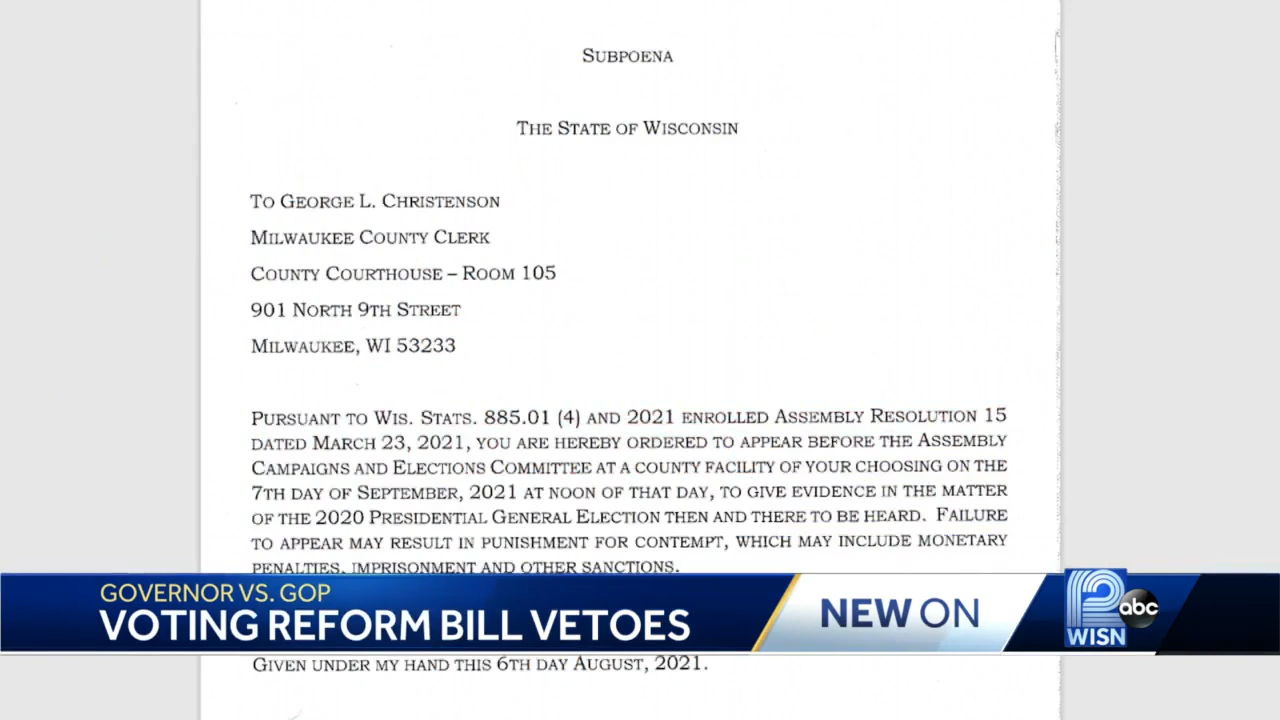 SUBPOENA
THE STATE OF WISCONSIN
TO GEORGE L. CHRISTENSON
MILWAUKEE COUNTY CLERK
COUNTY COURTHOUSE – ROOM 105
901 NORTH 9TH STREET
MILWAUKEE, WI 53233
PURSUANT TO WIS. STATS. 885.01 (4) AND 2021 ENROLLED ASSEMBLY RESOLUTION 15
DATED MARCH 23, 2021, YOU ARE HEREBY ORDERED TO APPEAR BEFORE THE ASSEMBLY
CAMPAIGNS AND ELECTIONS COMMITTEE AT A COUNTY FACILITY OF YOUR CHOOSING ON THE
7TH DAY OF SEPTEMBER, 2021 AT NOON OF THAT DAY, TO GIVE EVIDENCE IN THE MATTER
OF THE 2020 PRESIDENTIAL GENERAL ELECTION THEN AND THERE TO BE HEARD. FAILURE
TO APPEAR MAY RESULT IN PUNISHMENT FOR CONTEMPT, WHICH MAY INCLUDE MONETARY
PENALTIES, IMPRISONMENT AND OTHER SANCTIONS.
GOVERNOR VS. GOP
VOTING REFORM BILL VETOES
NEW ON
12
abc
WISN
GIVEN UNDER MY HAND THIS 6TH DAY AUGUST, 2021.